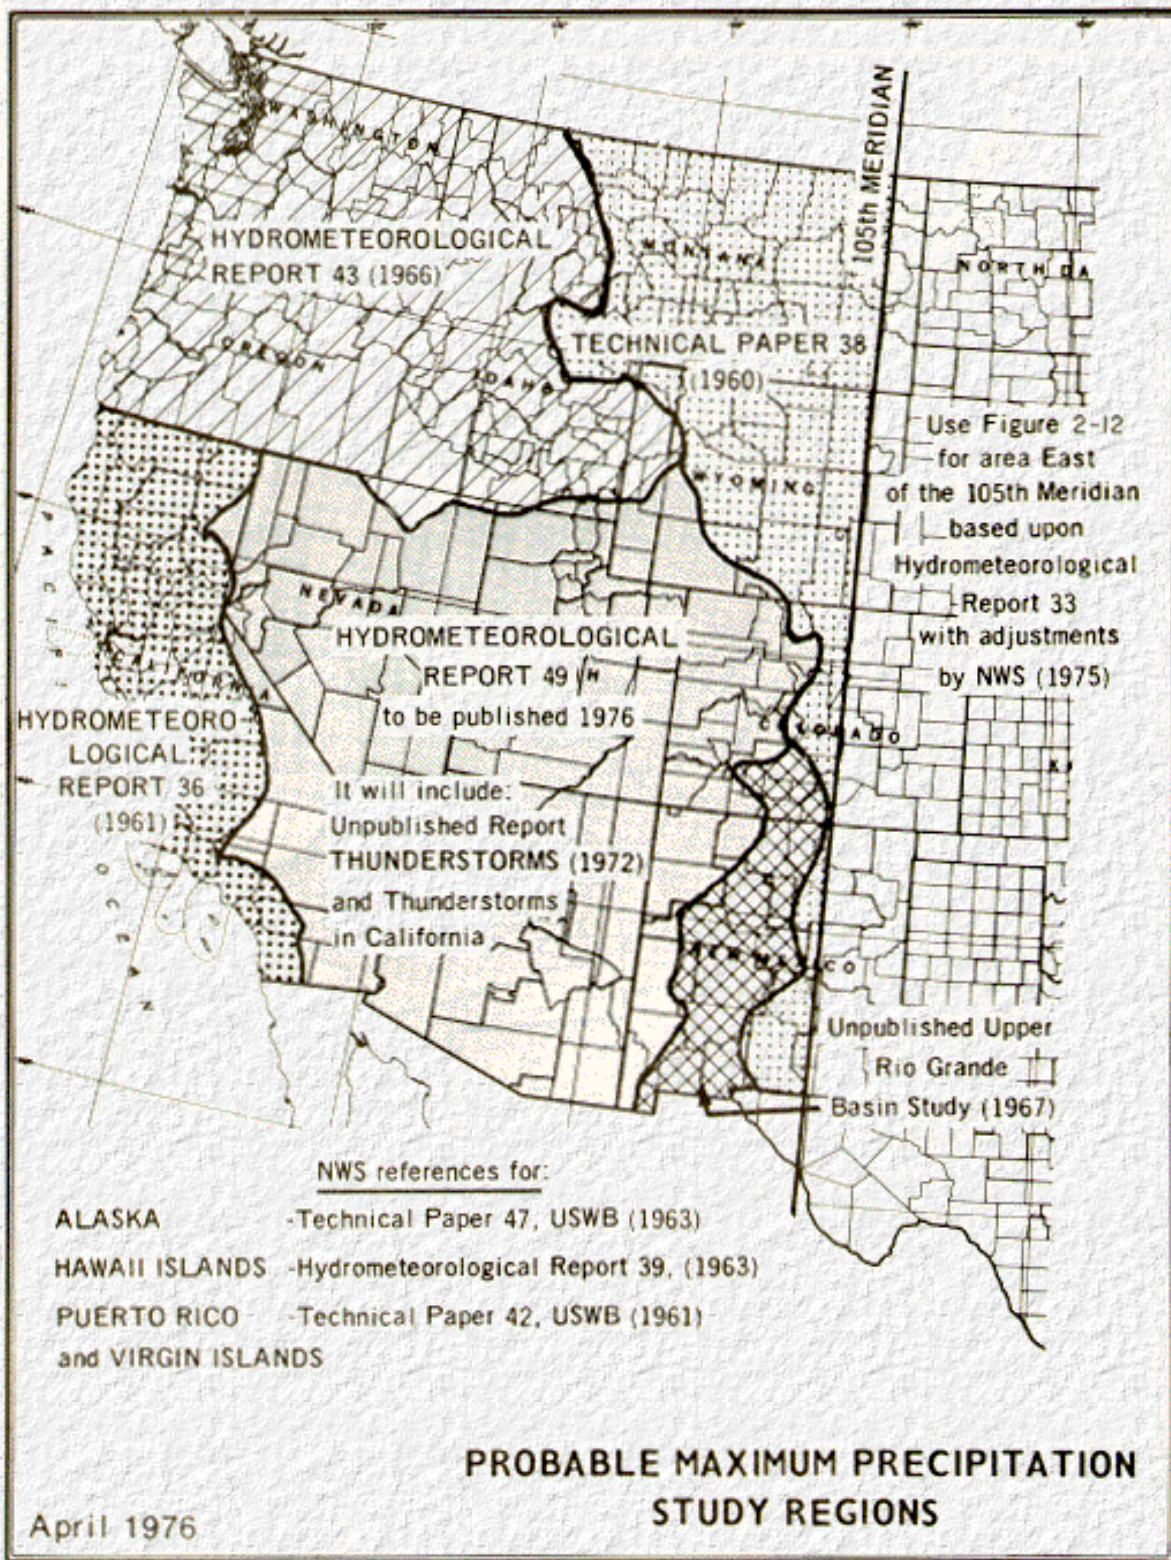 WASHINGTON
105th MERIDIAN
HYDROMETEOROLOGICAL
REPORT 43 (1966)
MONTANA
NORTH DA
OREGON
IDAHO
TECHNICAL PAPER 38
(1960)
WYOMING
Use Figure 2-12
for area East
of the 105th Meridian
based upon
Hydrometeorological
Report 33
with adjustments
by NWS (1975)
PACIFI
OCEAN
NEVADA
CALIFORNIA
HYDROMETEOROLOGICAL
REPORT 49
H
to be published 1976
COLORADO
HYDROMETEORO-
LOGICAL
REPORT 36
(1961)
It will include:
Unpublished Report
THUNDERSTORMS (1972)
and Thunderstorms
in California
NEW MEXICO
Unpublished Upper
Rio Grande
Basin Study (1967)
NWS references for:
ALASKA -Technical Paper 47, USWB (1963)
HAWAII ISLANDS -Hydrometeorological Report 39, (1963)
PUERTO RICO -Technical Paper 42, USWB (1961)
and VIRGIN ISLANDS
PROBABLE MAXIMUM PRECIPITATION
STUDY REGIONS
April 1976